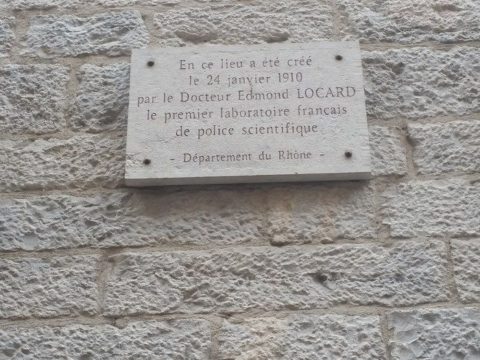 En ce lieu a été créé
le 24 janvier 1910
par le Docteur Edmond LOCARD
le premier laboratoire français
de police scientifique
- Département du Rhône -